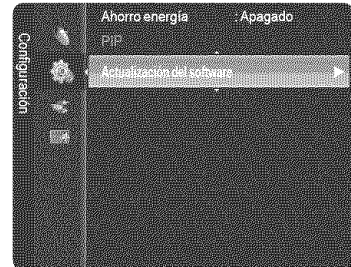 Configuración
Ahorro energía : Apagado
PIP
Actualización del software